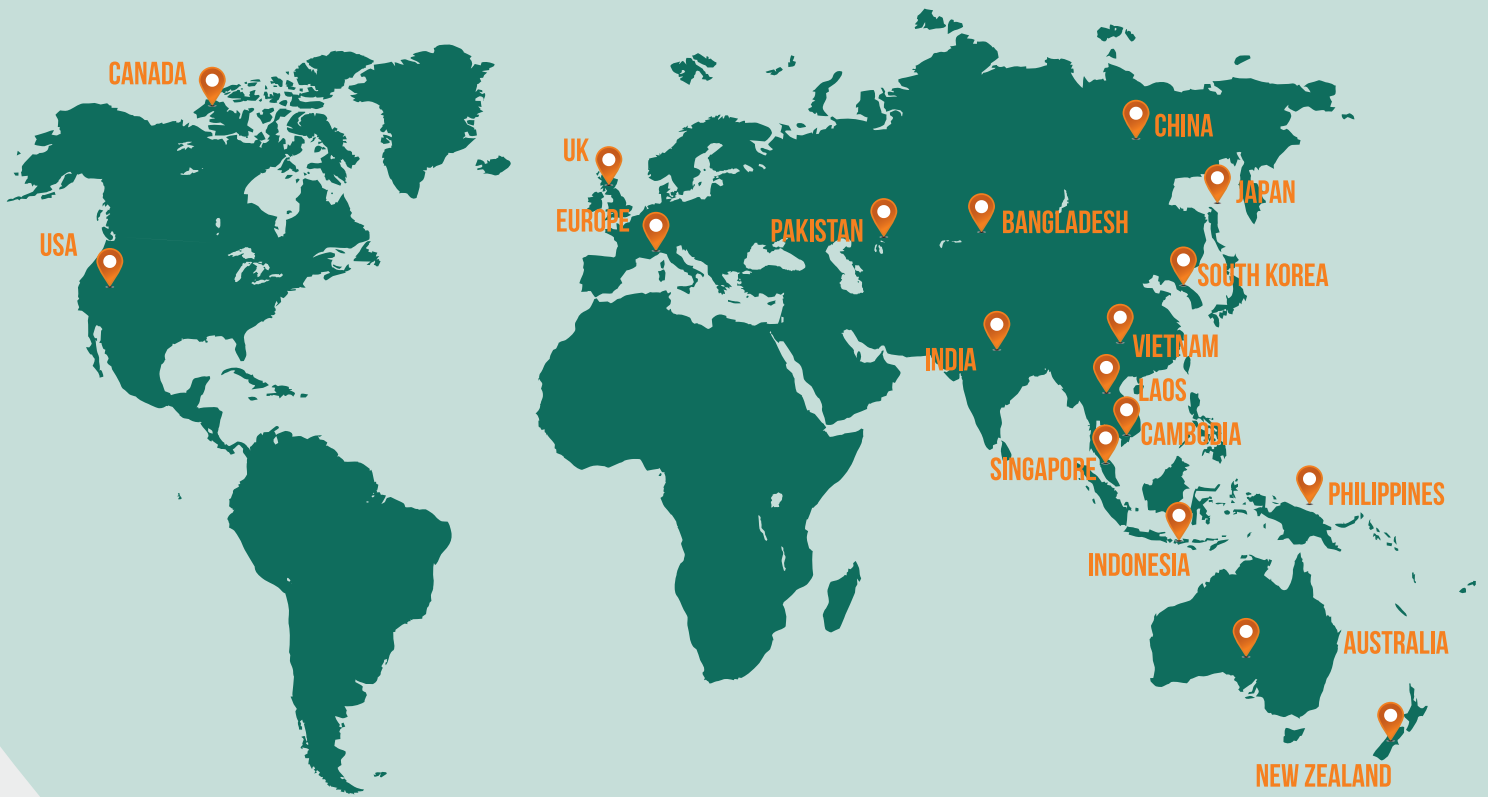 CANADA
CHINA
UK
JAPAN
EUROPE
PAKISTAN
BANGLADESH
USA
SOUTH KOREA
INDIA
VIETNAM
LAOS
CAMBODIA
SINGAPORE
PHILIPPINES
INDONESIA
AUSTRALIA
NEW ZEALAND